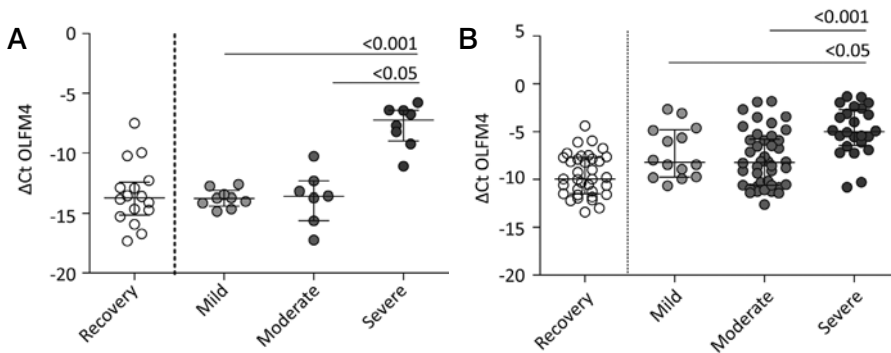 A
ΔCt OLFM4
0
-5
-10
-15
-20
<0.001
<0.05
Recovery
Mild
Moderate
Severe
B
ΔCt OLFM4
5
0
-5
-10
-15
-20
<0.001
<0.05
Recovery
Mild
Moderate
Severe